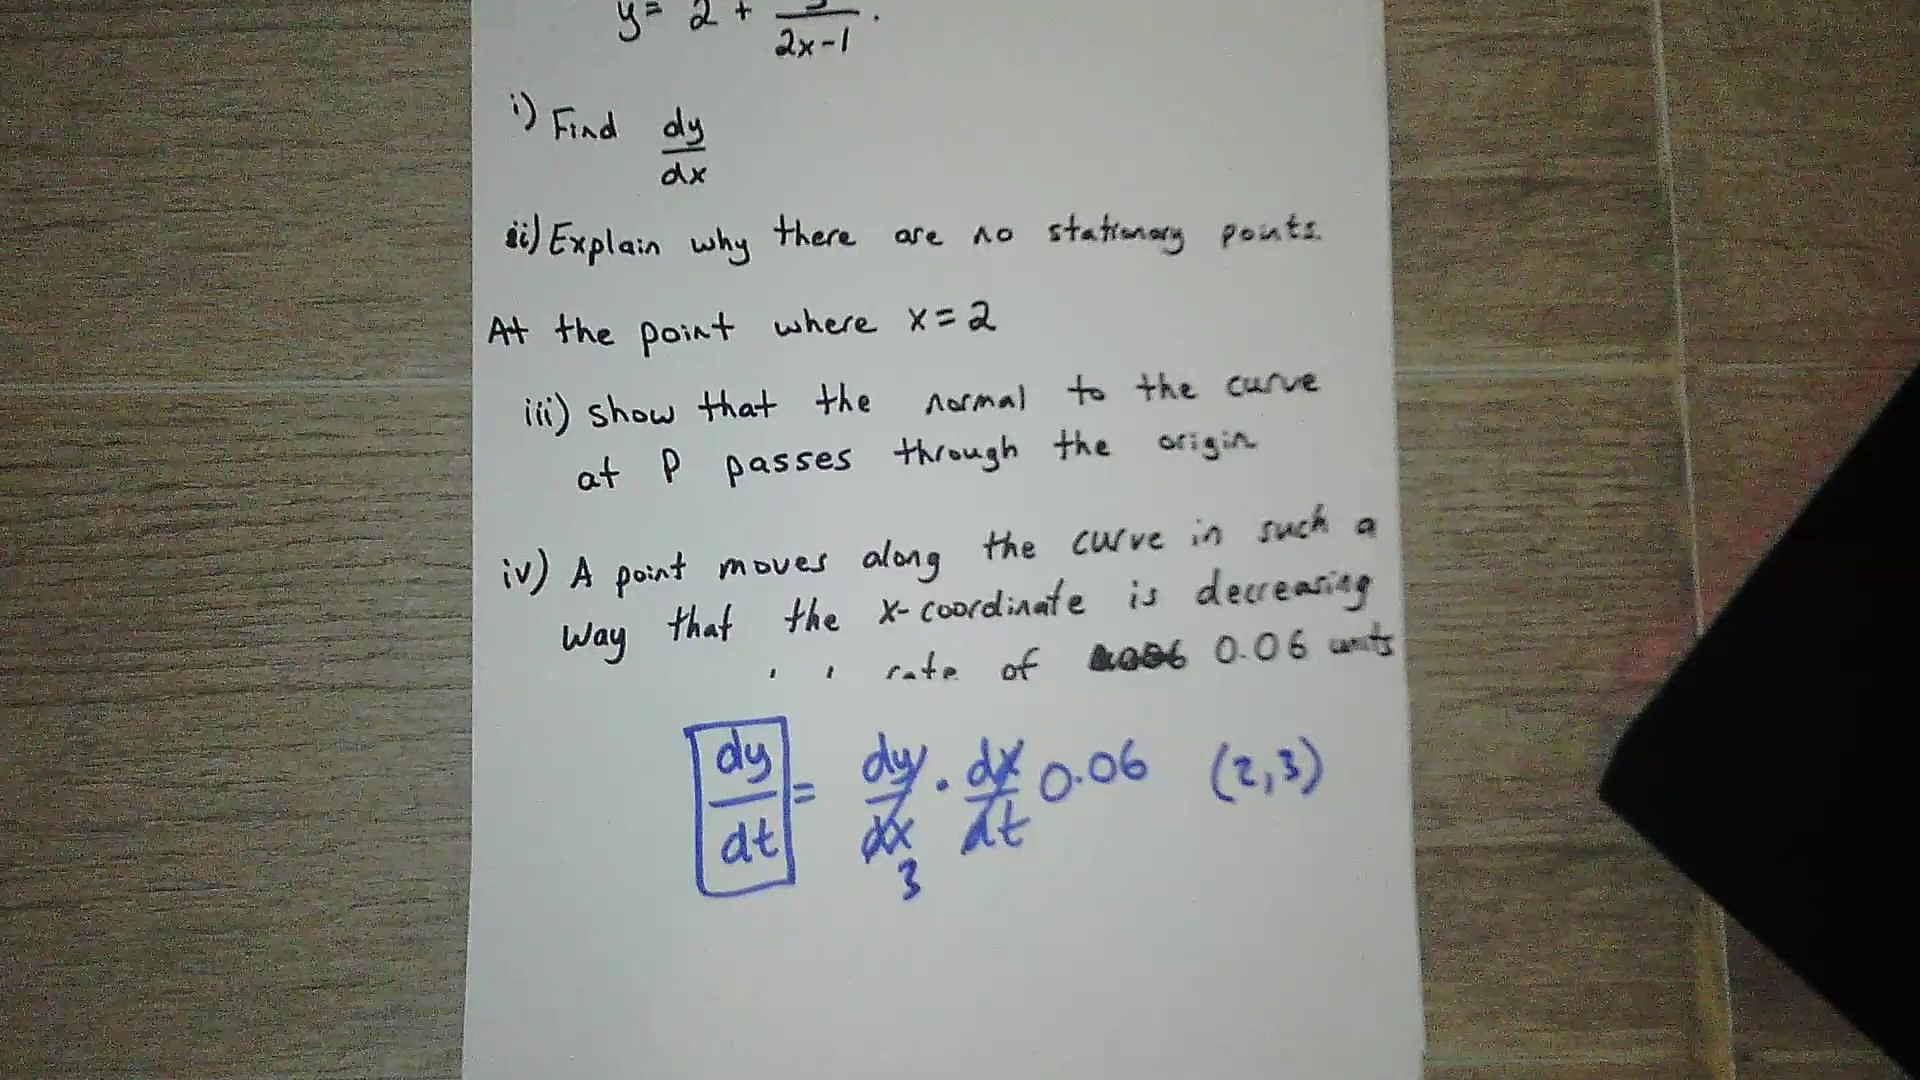 y = 2 + 3/(2x-1).
i) Find dy/dx
ii) Explain why there are no stationary points.
At the point where x = 2
iii) show that the normal to the curve
at P passes through the origin
iv) A point moves along the curve in such a
way that the x-coordinate is decreasing
rate of 0.06 units
dy/dt = dy/dx · dx/dt 0.06 (2,3)
3